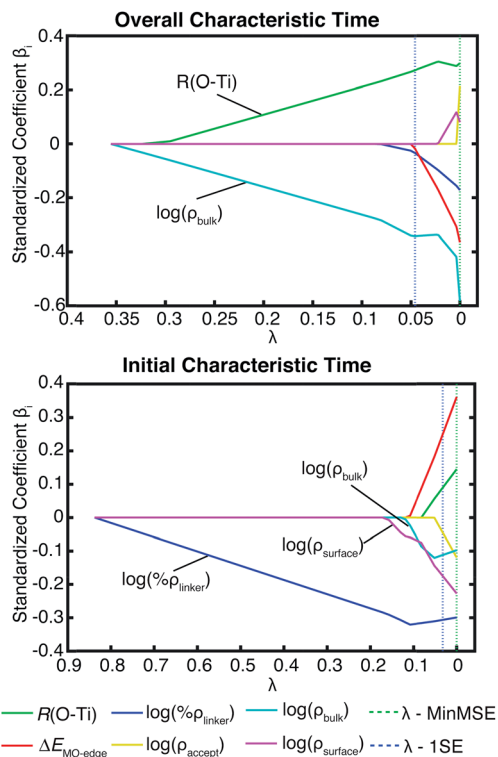 Overall Characteristic Time
Standardized Coefficient βi
0.4
0.2
0
-0.2
-0.4
-0.6
R(O-Ti)
log(ρbulk)
0.4 0.35 0.3 0.25 0.2 0.15 0.1 0.05 0
λ
Initial Characteristic Time
Standardized Coefficient βi
0.4
0.3
0.2
0.1
0
-0.1
-0.2
-0.3
-0.4
log(ρbulk)
log(ρsurface)
log(%ρlinker)
0.9 0.8 0.7 0.6 0.5 0.4 0.3 0.2 0.1 0
λ
R(O-Ti) log(%ρlinker) log(ρbulk) λ - MinMSE
ΔEMO-edge log(ρaccept) log(ρsurface) λ - 1SE